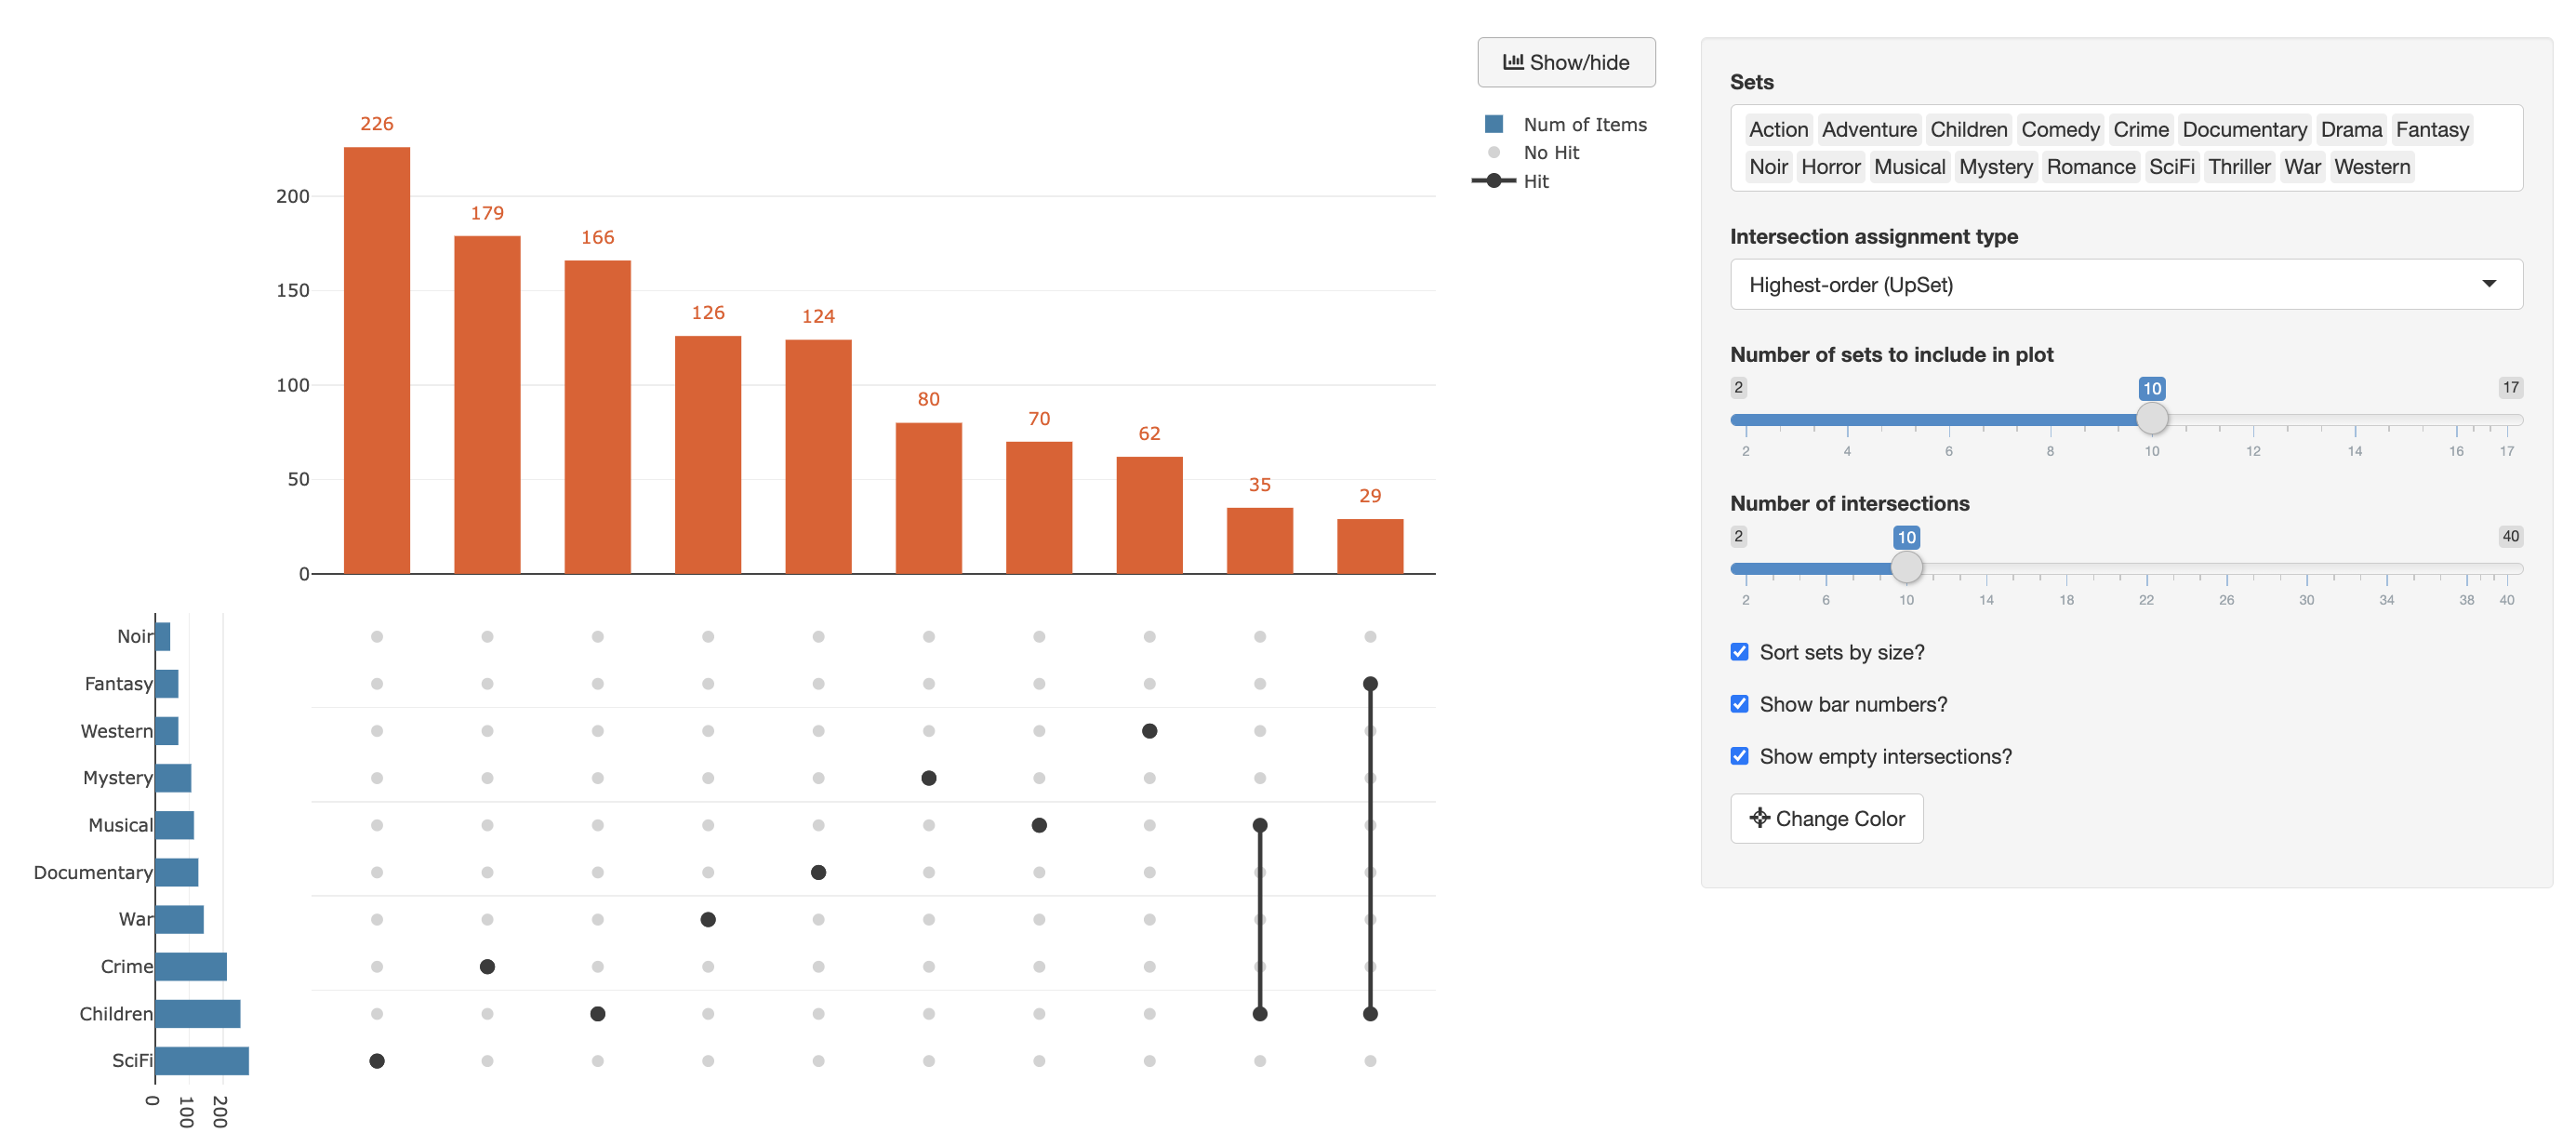 Show/hide
Num of Items
No Hit
Hit
226
179
166
126
124
80
70
62
35
29
200
150
100
50
0
Noir
Fantasy
Western
Mystery
Musical
Documentary
War
Crime
Children
SciFi
0
100
200
Sets
Action Adventure Children Comedy Crime Documentary Drama Fantasy
Noir Horror Musical Mystery Romance SciFi Thriller War Western
Intersection assignment type
Highest-order (UpSet)
Number of sets to include in plot
2 10 17
2 4 6 8 10 12 14 16 17
Number of intersections
2 10 40
2 6 10 14 18 22 26 30 34 38 40
Sort sets by size?
Show bar numbers?
Show empty intersections?
Change Color